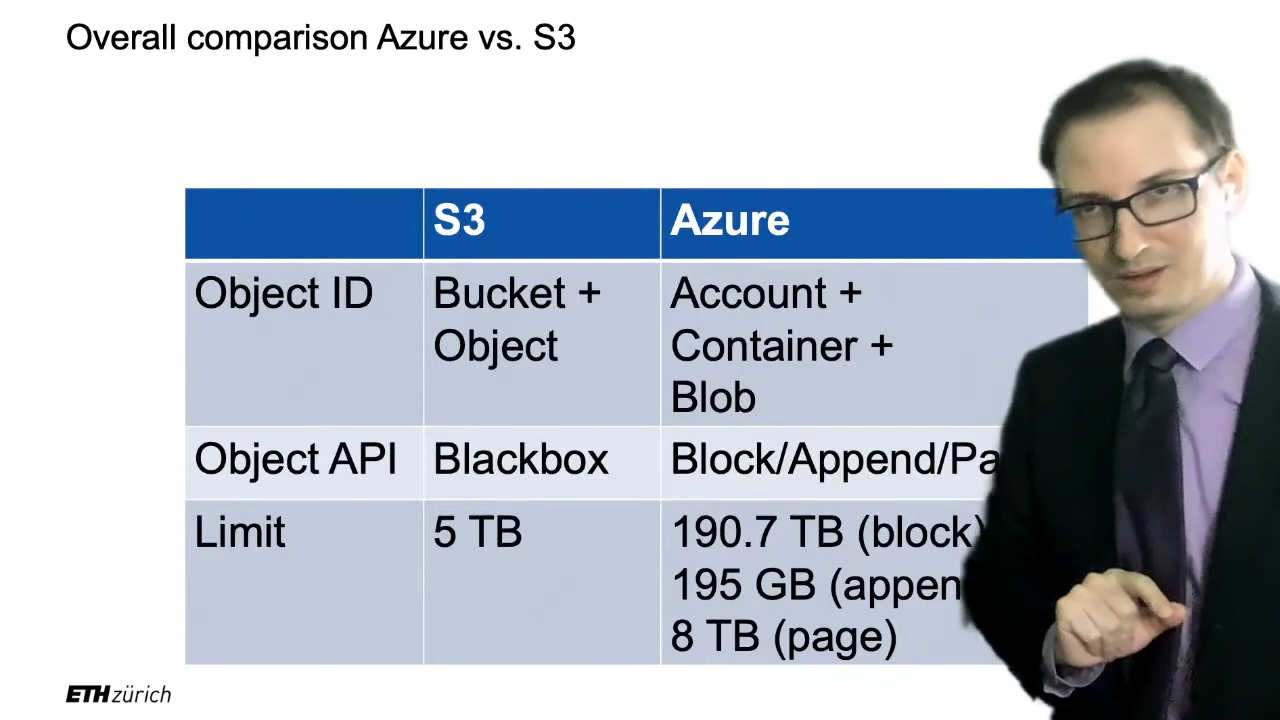 Overall comparison Azure vs. S3
S3
Azure
Object ID
Bucket +
Object
Account +
Container +
Blob
Object API
Blackbox
Block/Append/Pa
Limit
5 TB
190.7 TB (block)
195 GB (appen
8 TB (page)
ETH zürich